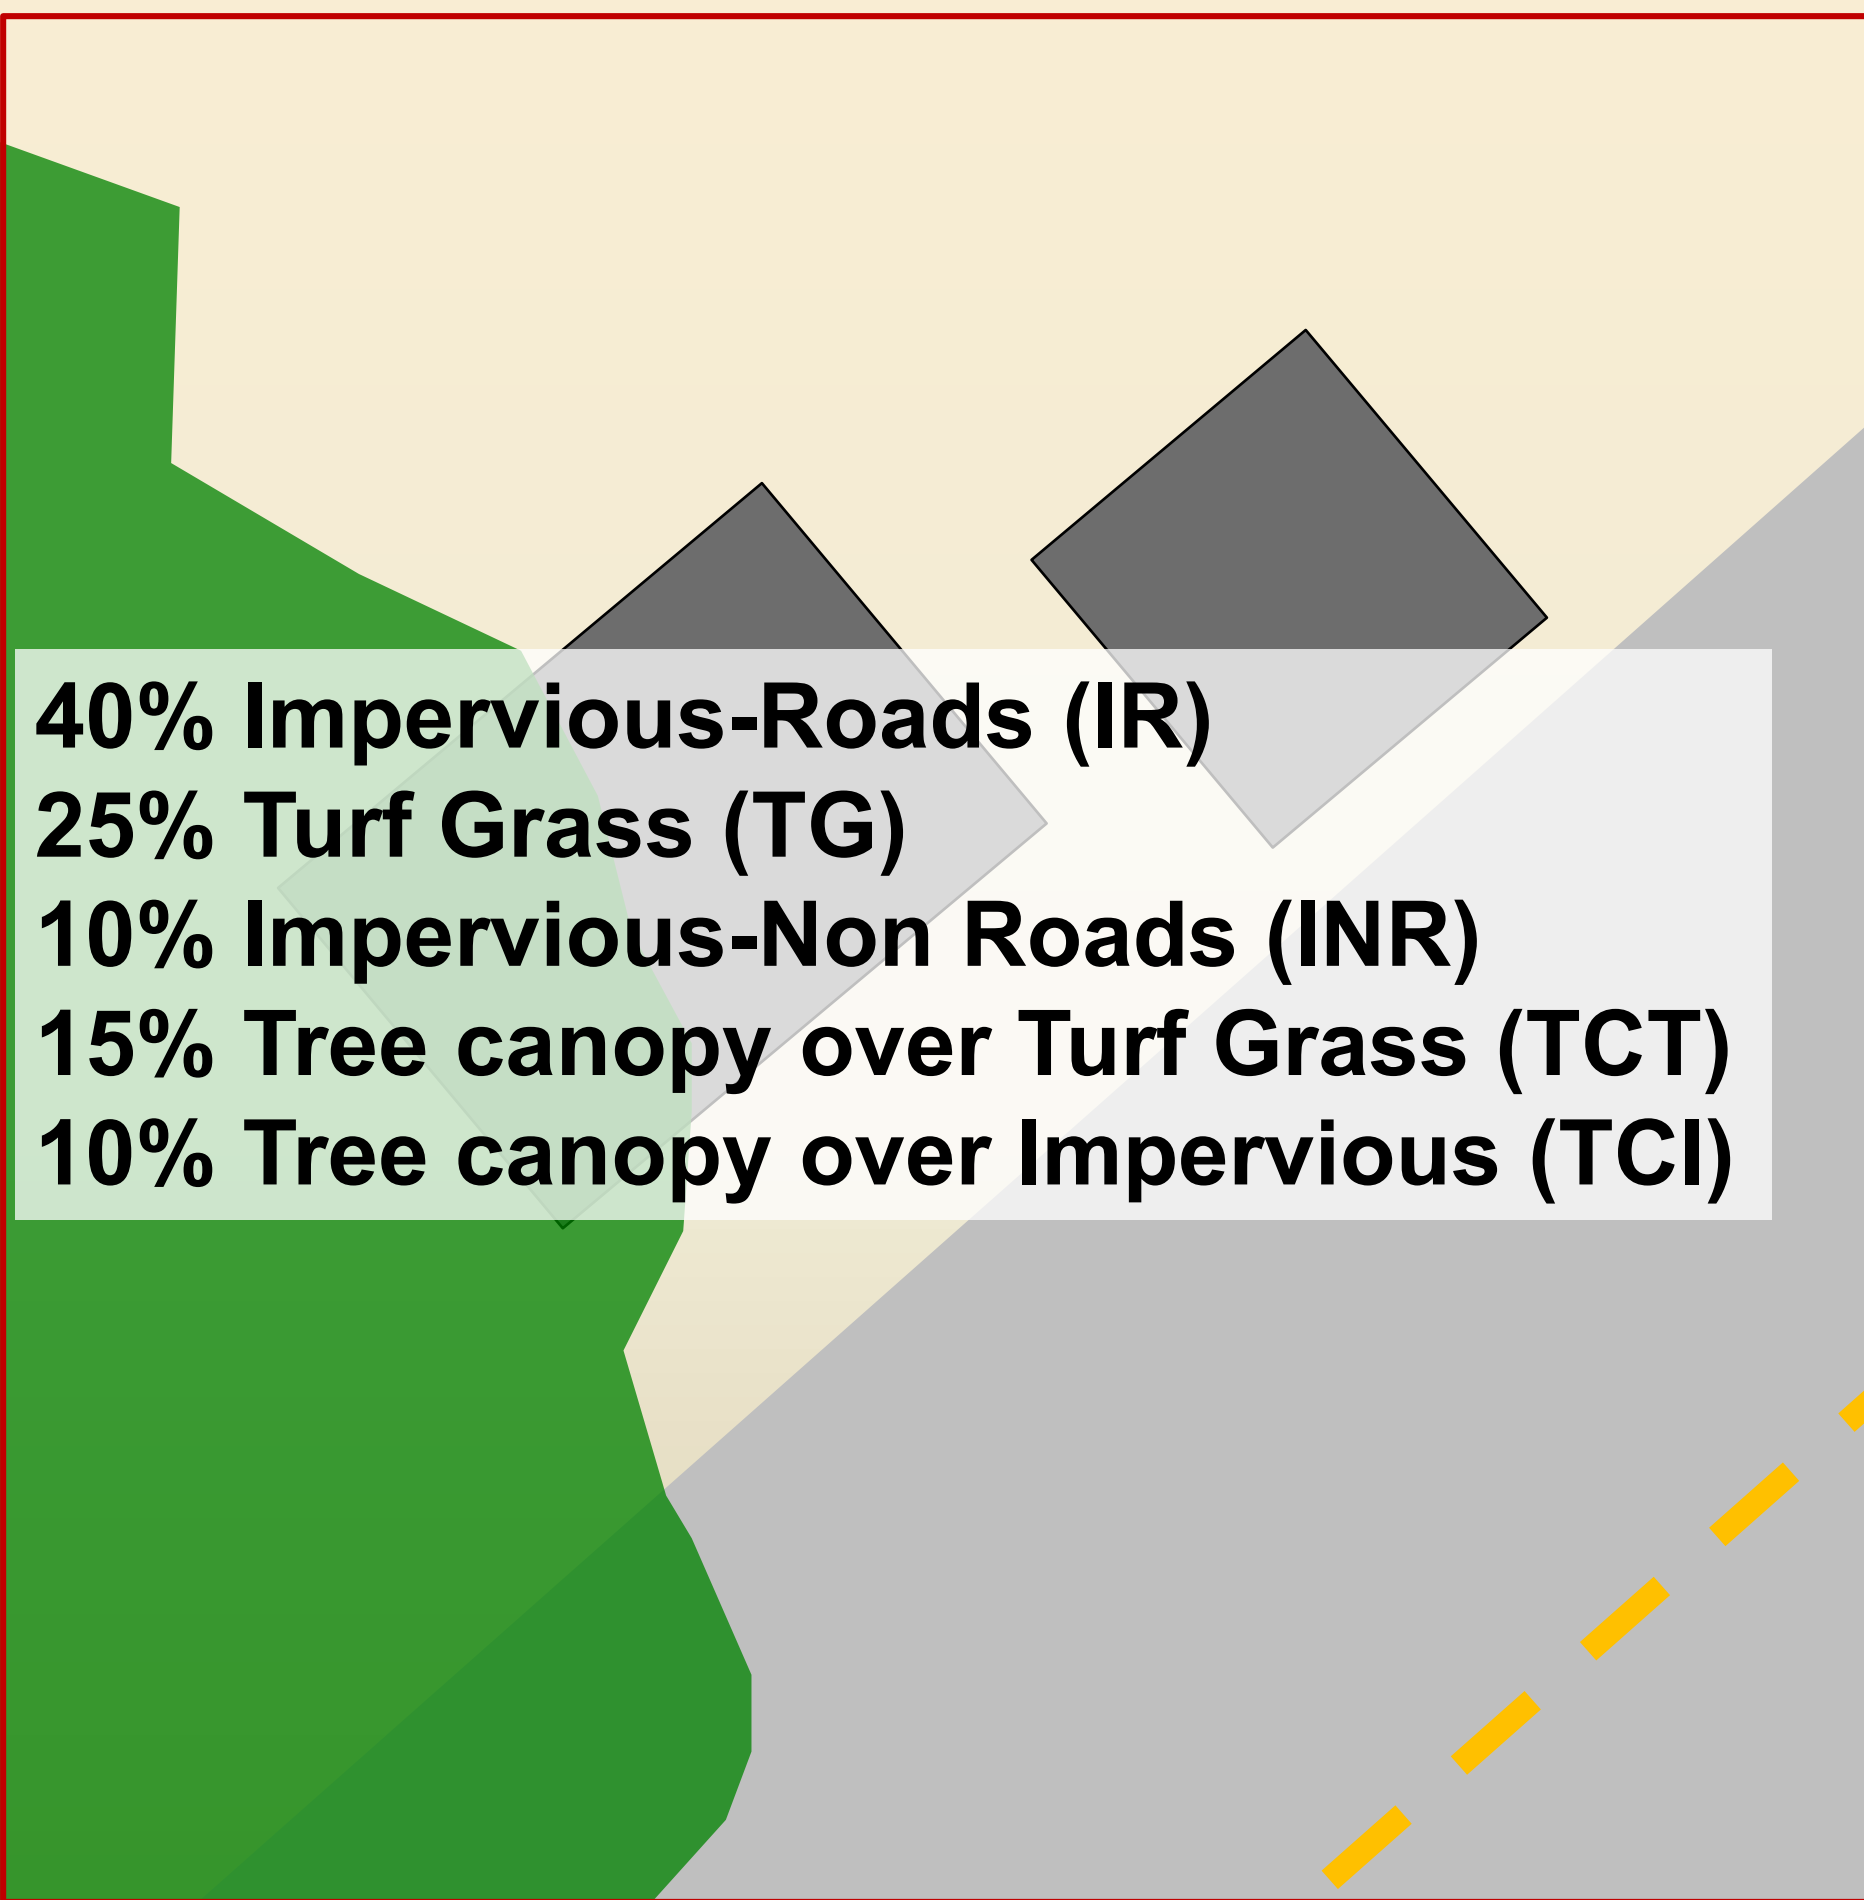 40% Impervious-Roads (IR)
25% Turf Grass (TG)
10% Impervious-Non Roads (INR)
15% Tree canopy over Turf Grass (TCT)
10% Tree canopy over Impervious (TCI)